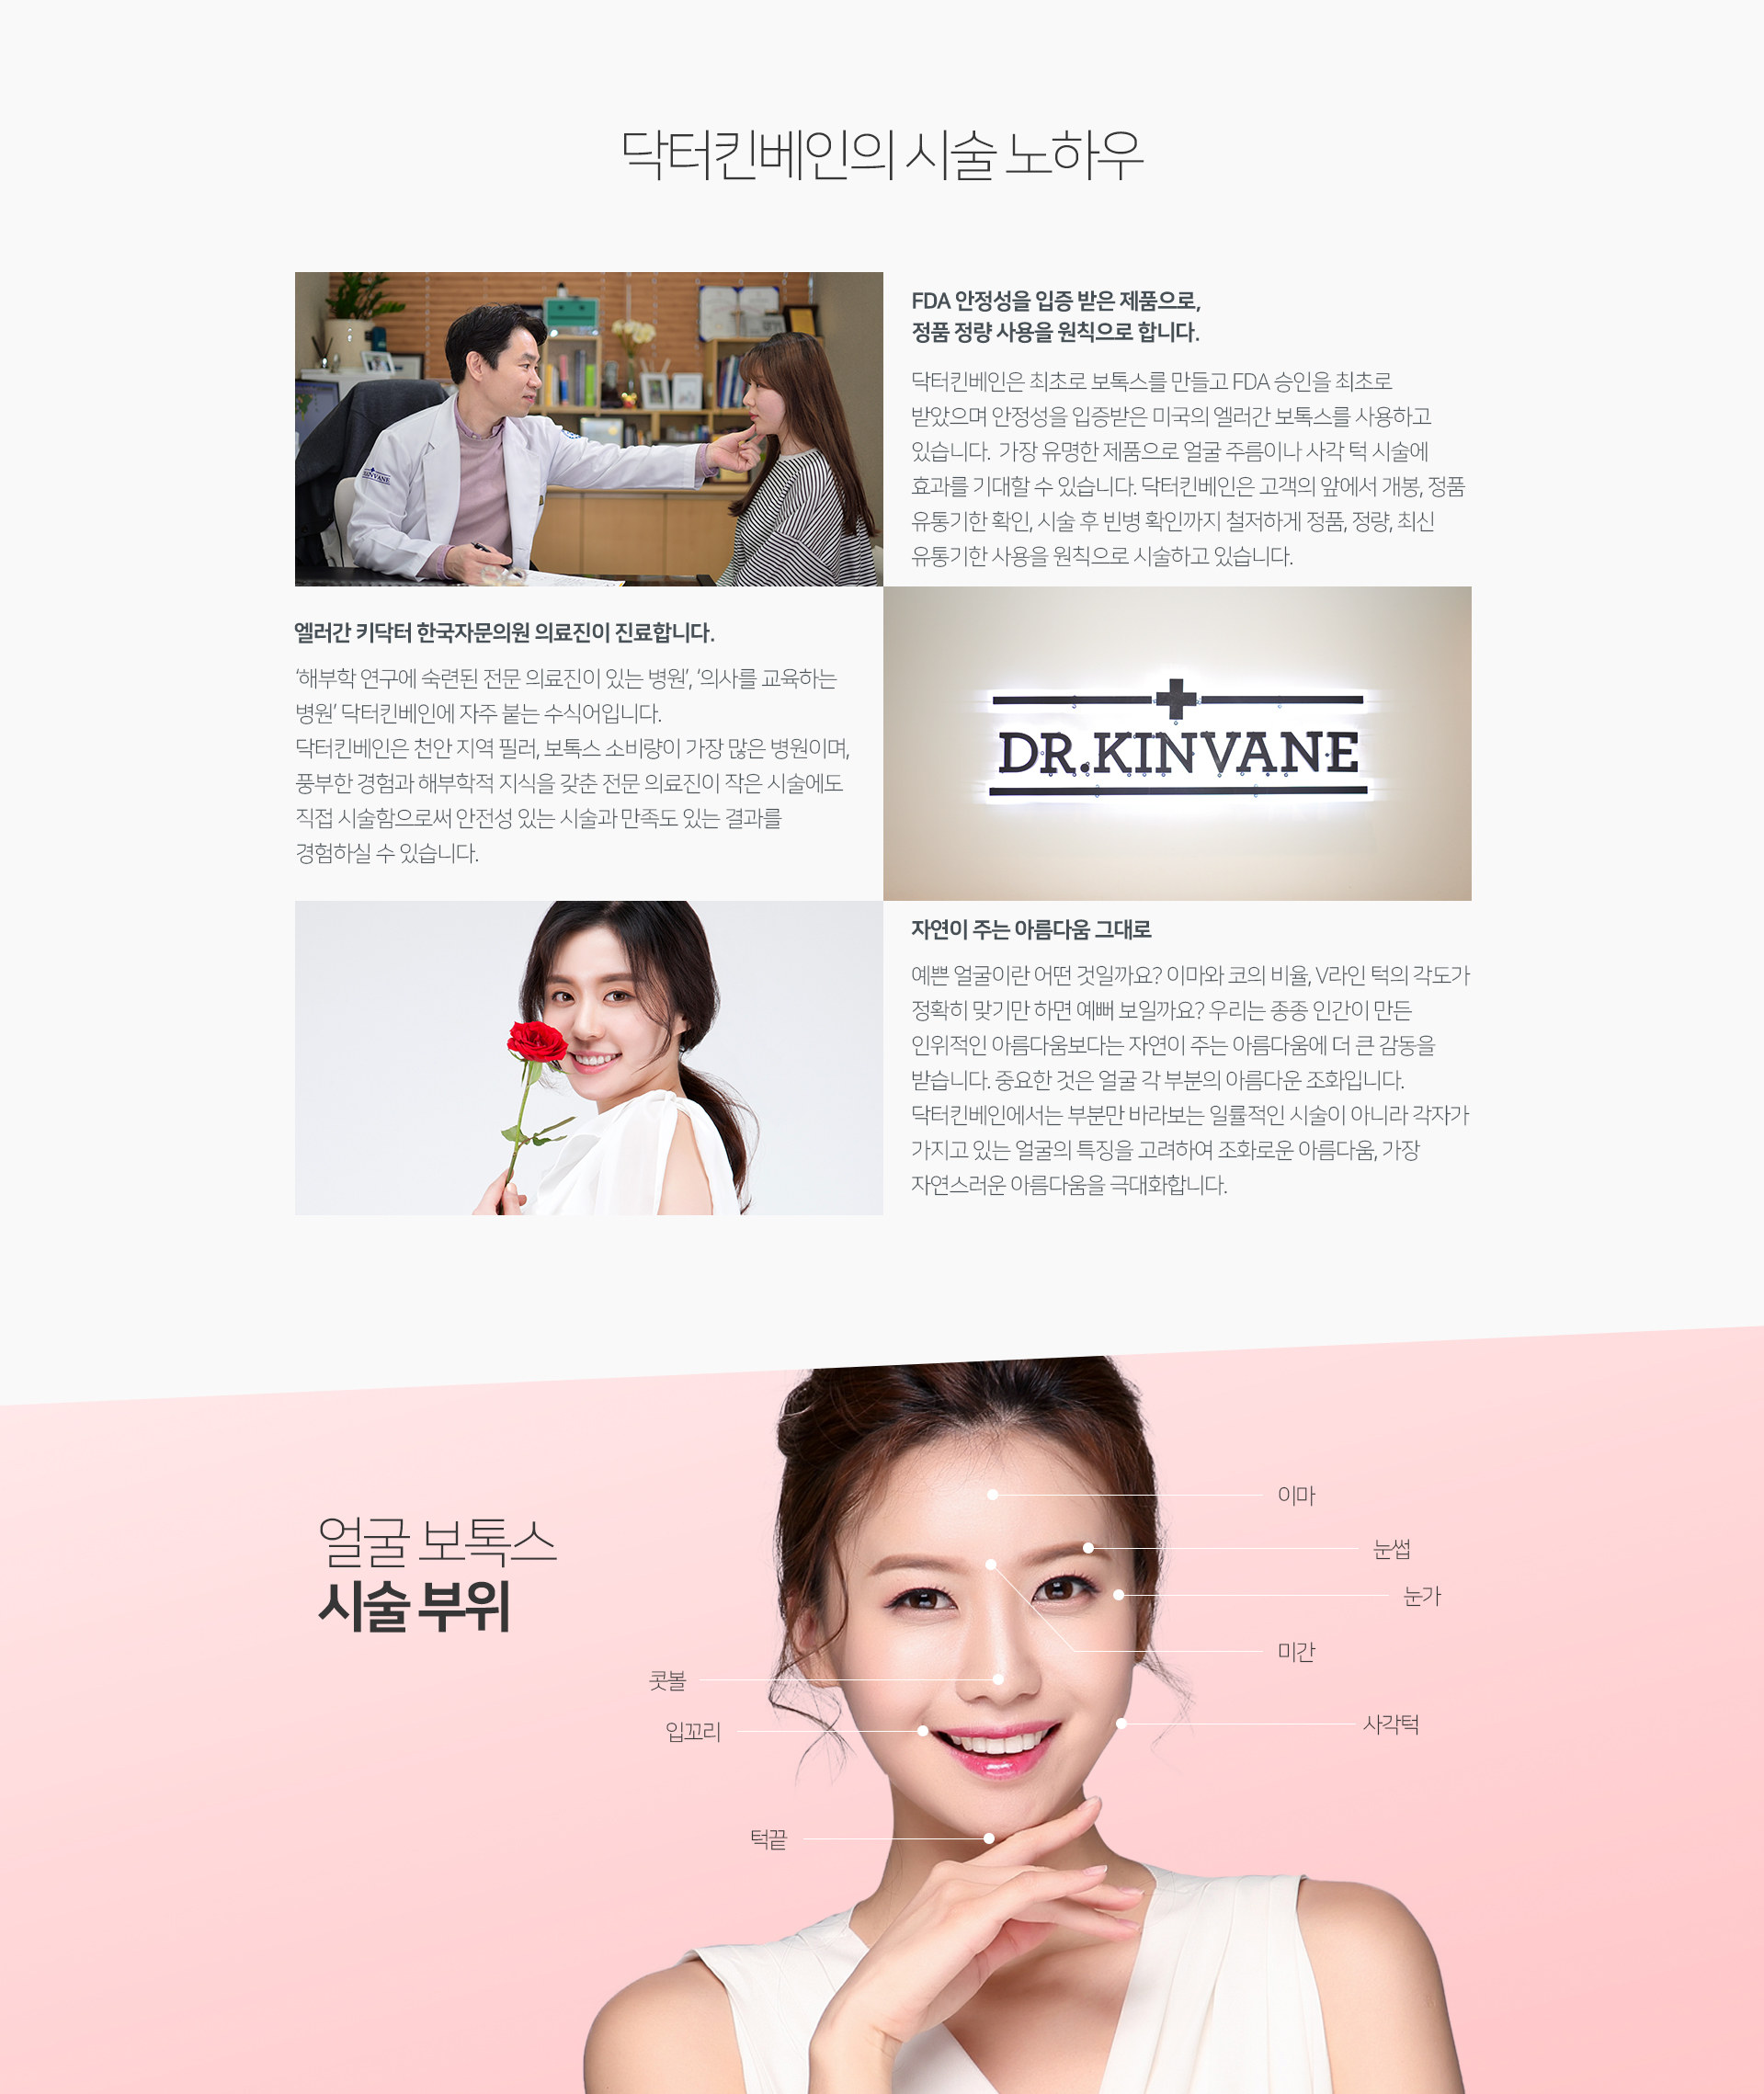 닥터킨베인의 시술 노하우
FDA 안정성을 입증 받은 제품으로,
정품 정량 사용을 원칙으로 합니다.
닥터킨베인은 최초로 보톡스를 만들고 FDA 승인을 최초로
받았으며 안정성을 입증받은 미국의 엘러간 보톡스를 사용하고
있습니다. 가장 유명한 제품으로 얼굴 주름이나 사각 턱 시술에
효과를 기대할 수 있습니다. 닥터킨베인은 고객의 앞에서 개봉, 정품
유통기한 확인, 시술 후 빈병 확인까지 철저하게 정품, 정량, 최신
유통기한 사용을 원칙으로 시술하고 있습니다.
KINVANE
엘러간 키닥터 한국자문의원 의료진이 진료합니다.
‘해부학 연구에 숙련된 전문 의료진이 있는 병원’, ‘의사를 교육하는
병원’ 닥터킨베인에 자주 붙는 수식어입니다.
닥터킨베인은 천안 지역 필러, 보톡스 소비량이 가장 많은 병원이며,
풍부한 경험과 해부학적 지식을 갖춘 전문 의료진이 작은 시술에도
직접 시술함으로써 안전성 있는 시술과 만족도 있는 결과를
경험하실 수 있습니다.
DR.KINVANE
자연이 주는 아름다움 그대로
예쁜 얼굴이란 어떤 것일까요? 이마와 코의 비율, V라인 턱의 각도가
정확히 맞기만 하면 예뻐 보일까요? 우리는 종종 인간이 만든
인위적인 아름다움보다는 자연이 주는 아름다움에 더 큰 감동을
받습니다. 중요한 것은 얼굴 각 부분의 아름다운 조화입니다.
닥터킨베인에서는 부분만 바라보는 일률적인 시술이 아니라 각자가
가지고 있는 얼굴의 특징을 고려하여 조화로운 아름다움, 가장
자연스러운 아름다움을 극대화합니다.
얼굴 보톡스
시술 부위
이마
눈썹
눈가
미간
콧볼
입꼬리
사각턱
턱끝